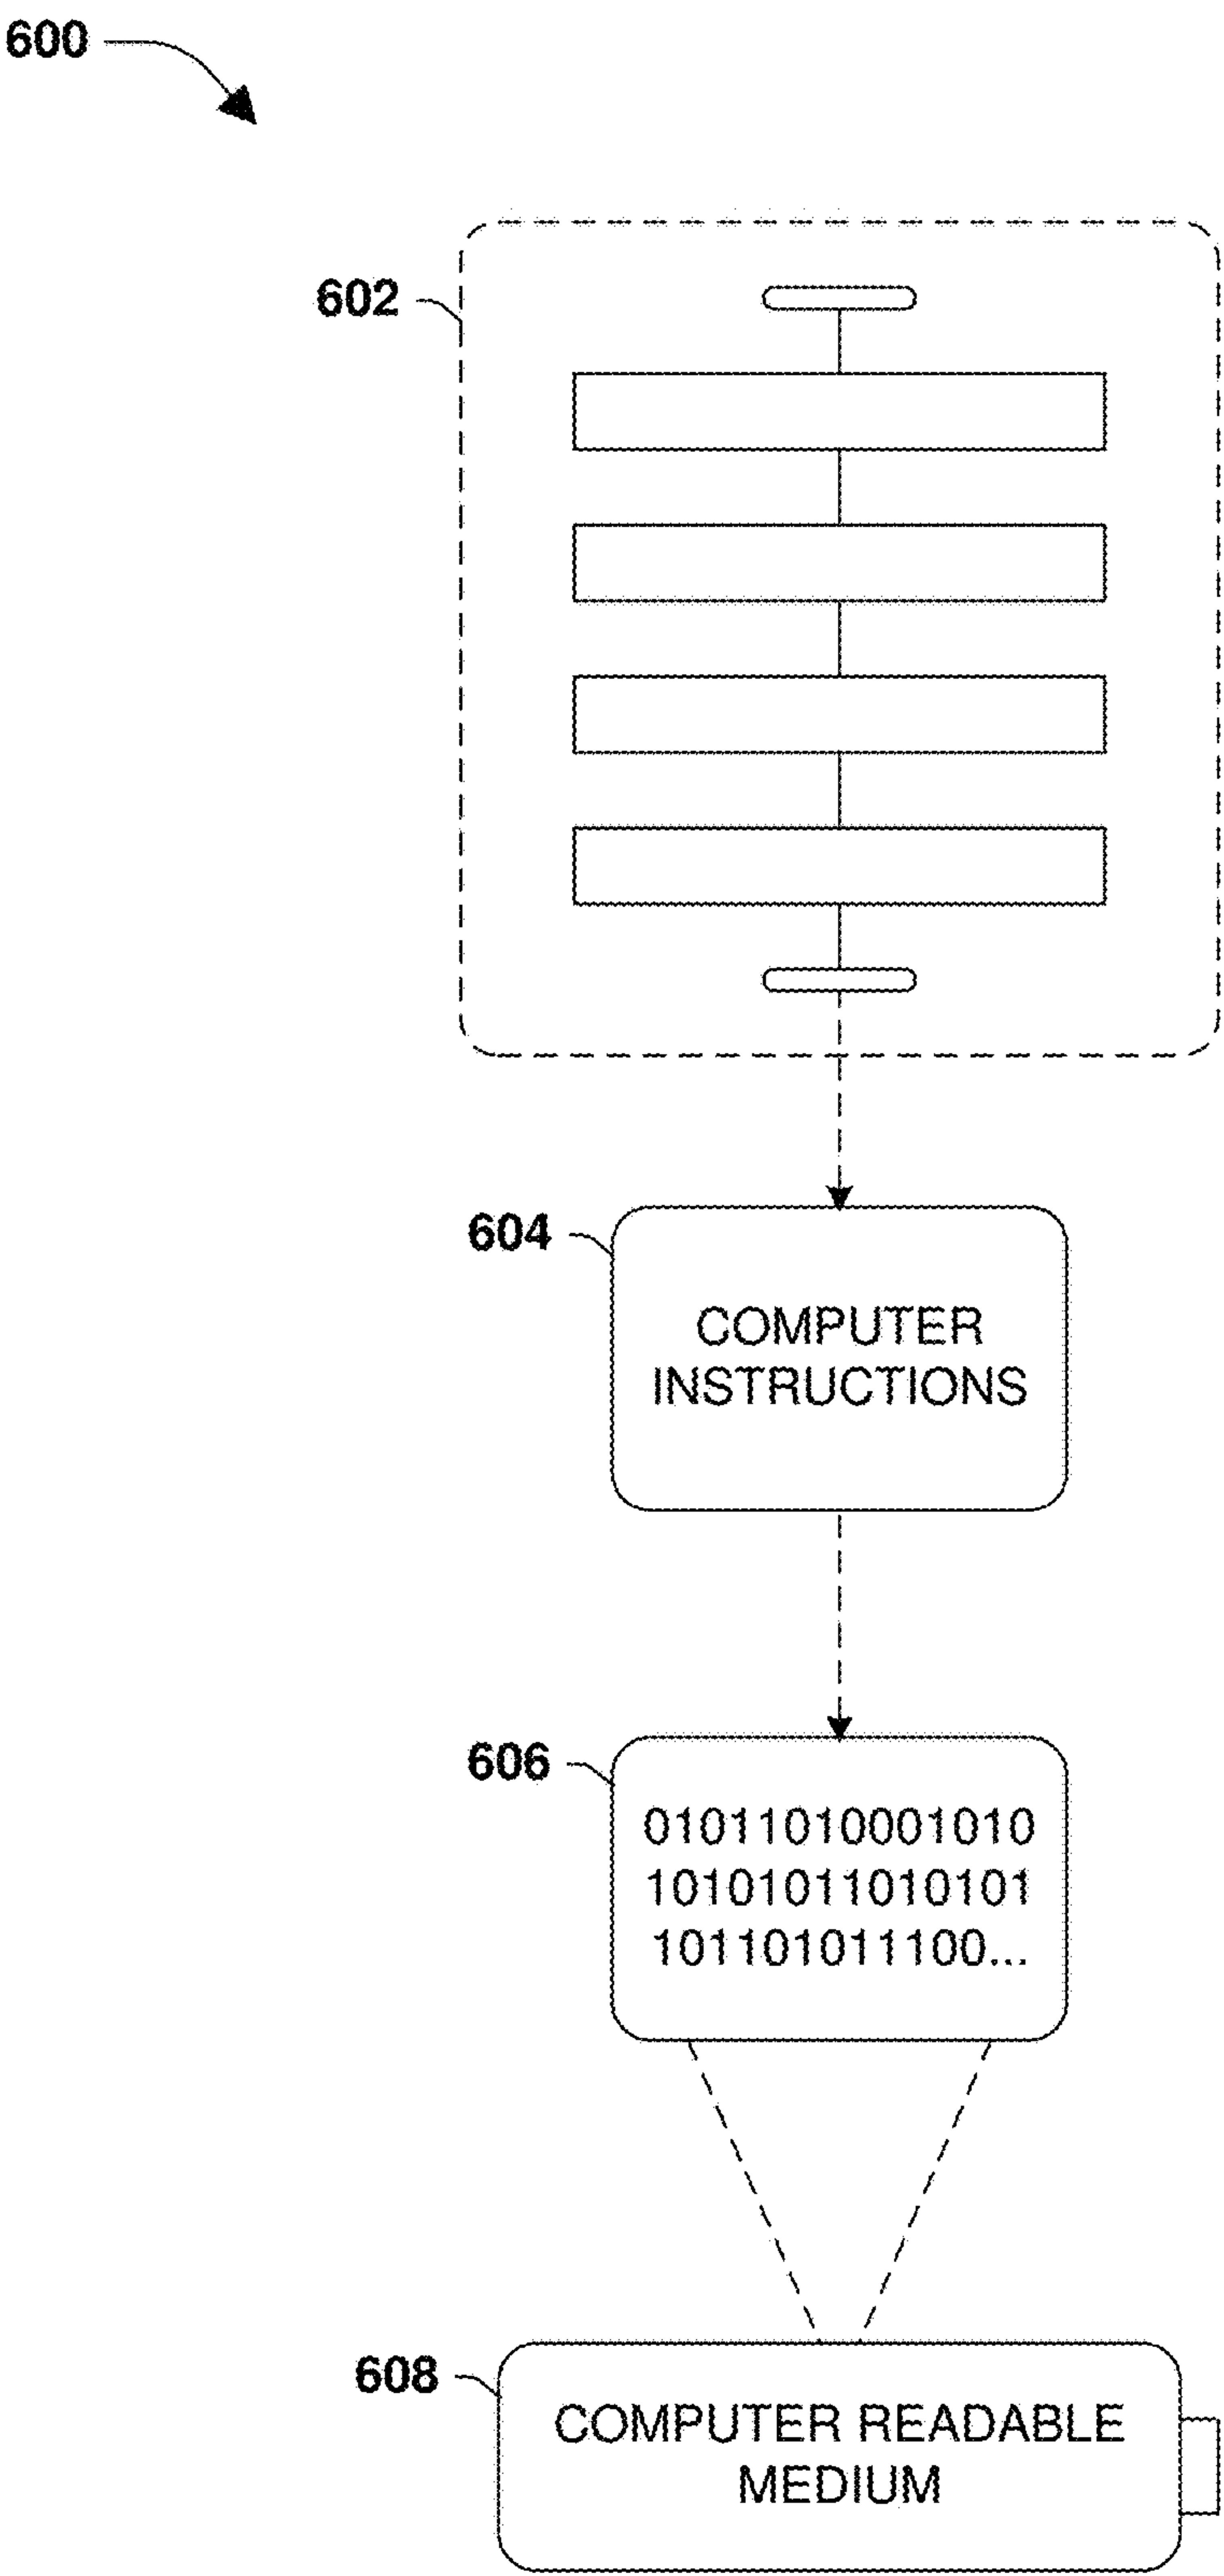 600
602
604
COMPUTER
INSTRUCTIONS
606
01011010001010
10101011010101
101101011100...
608
COMPUTER READABLE
MEDIUM